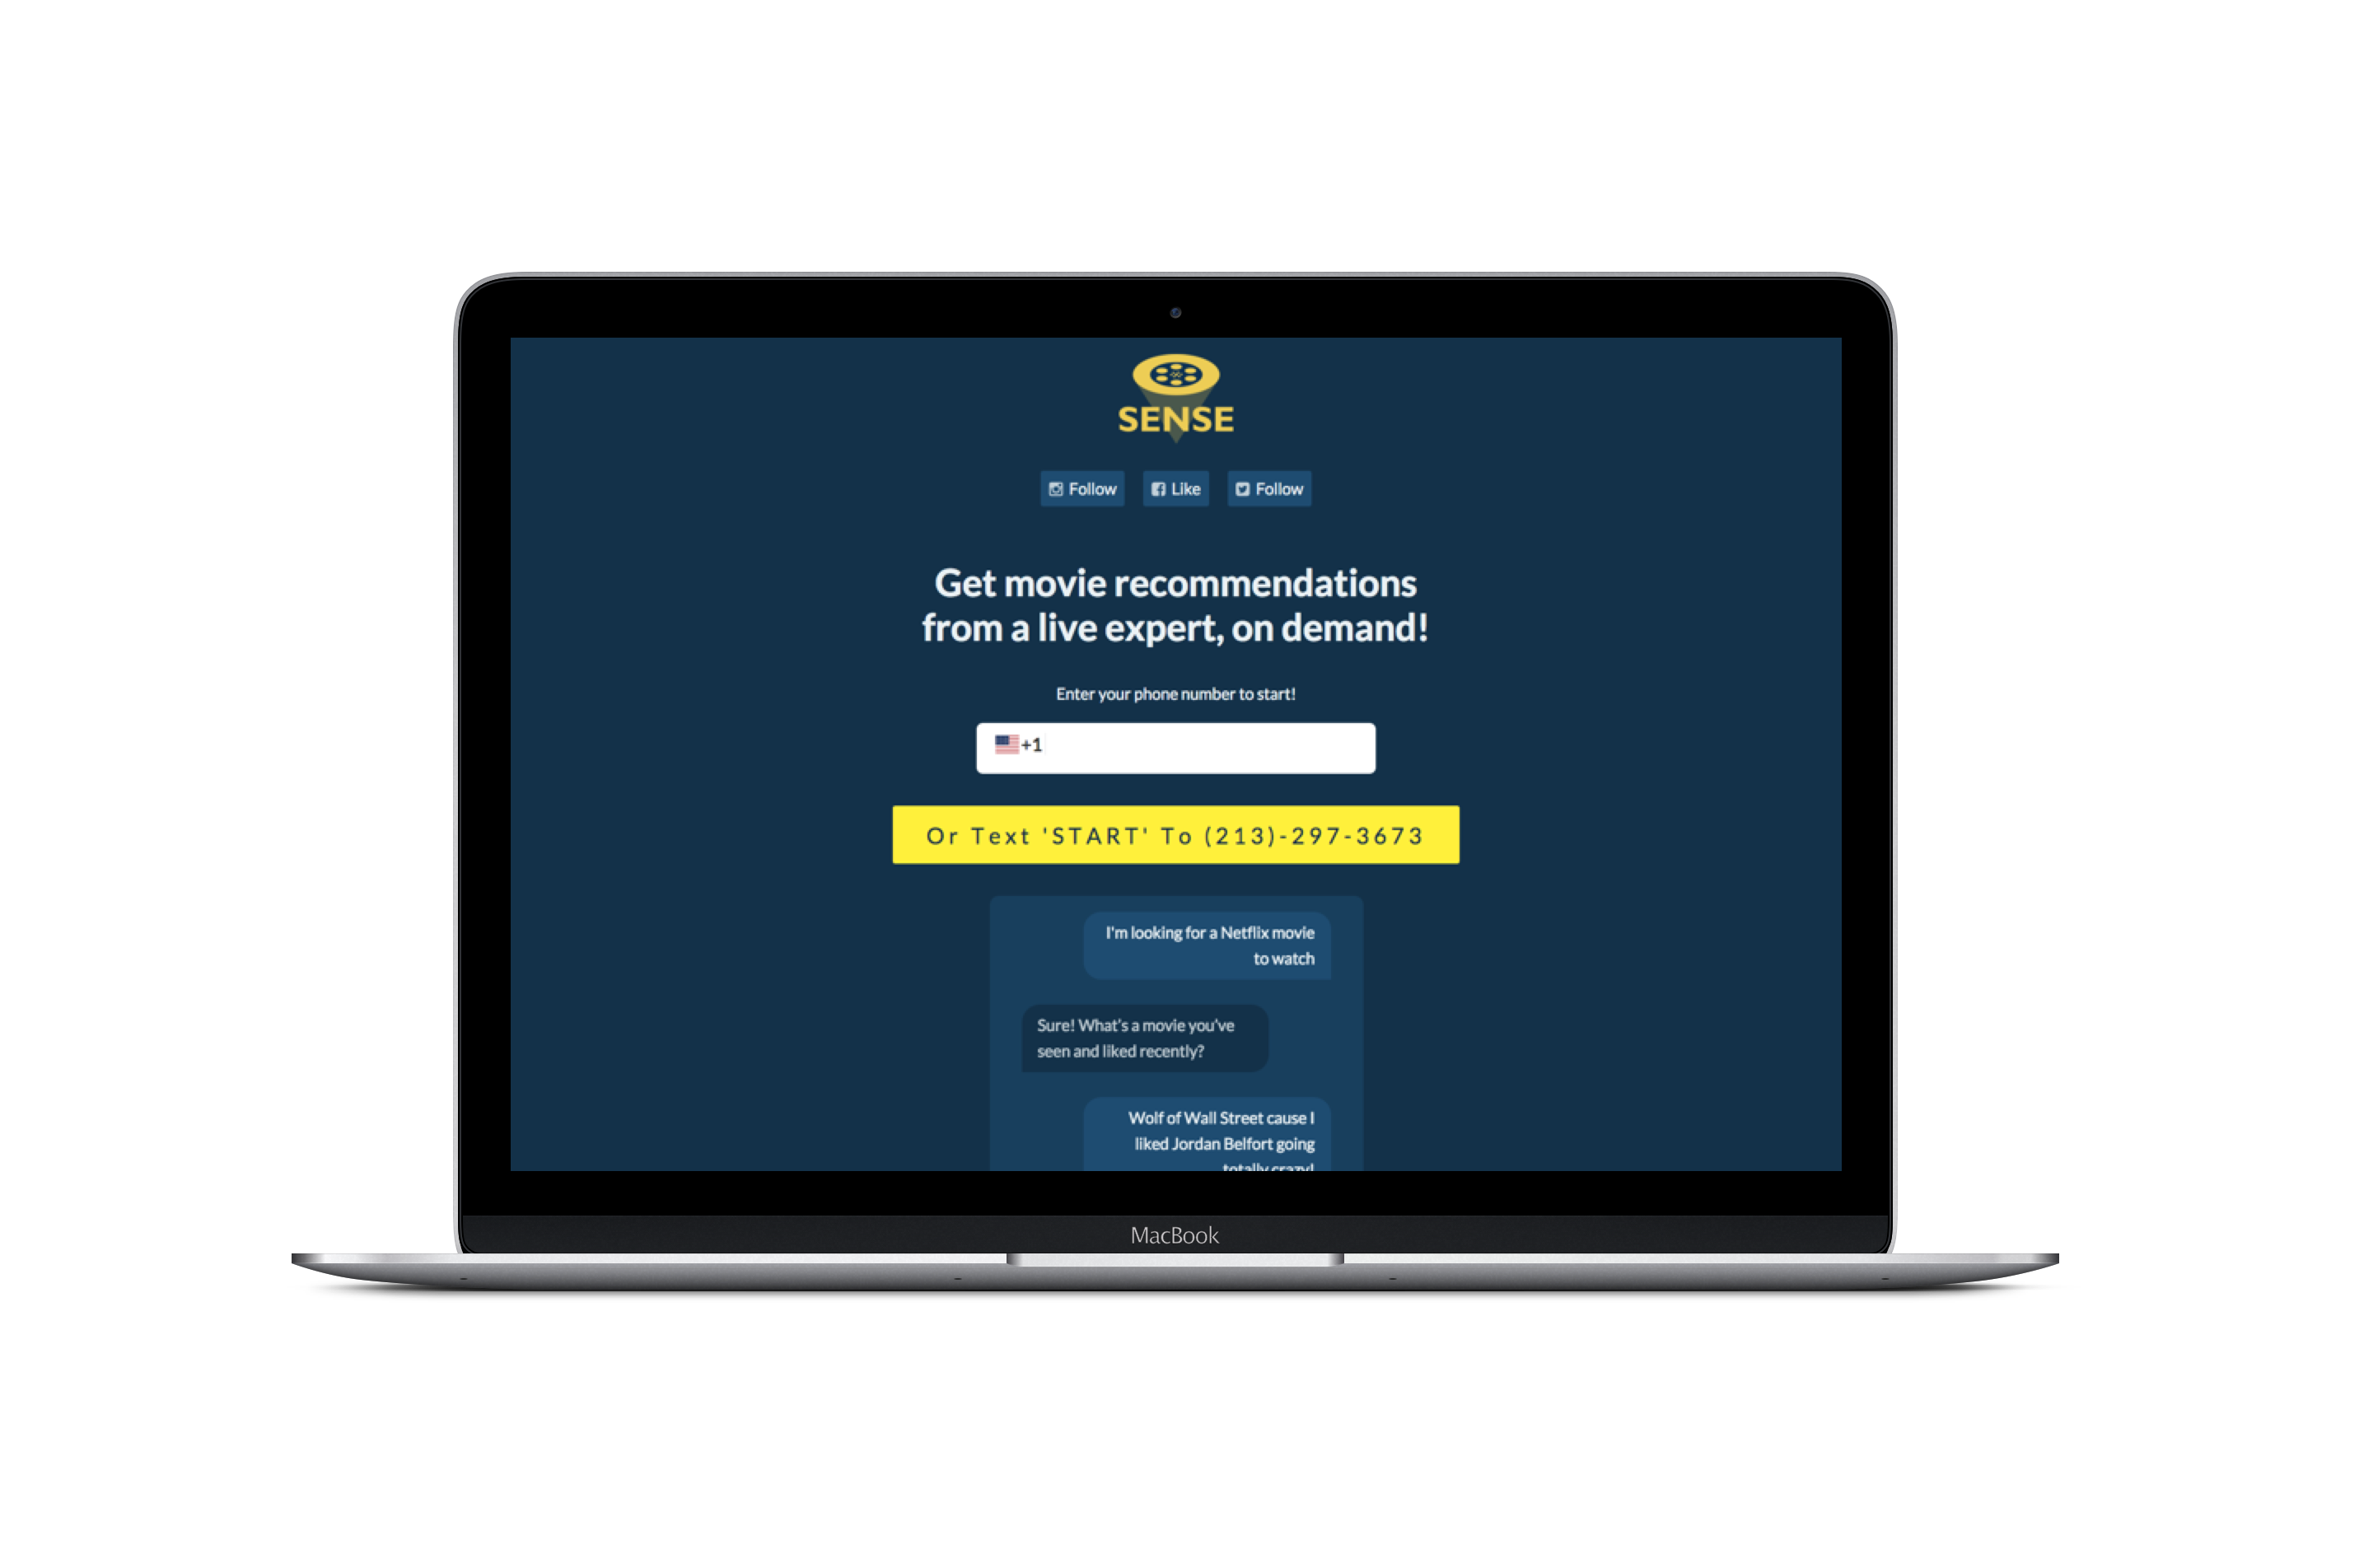 SENSE
Follow
Like
Follow
Get movie recommendations
from a live expert, on demand!
Enter your phone number to start!
+1
Or Text 'START' To (213)-297-3673
I'm looking for a Netflix movie
to watch
Sure! What's a movie you've
seen and liked recently?
Wolf of Wall Street cause I
liked Jordan Belfort going
totally crazy!
MacBook